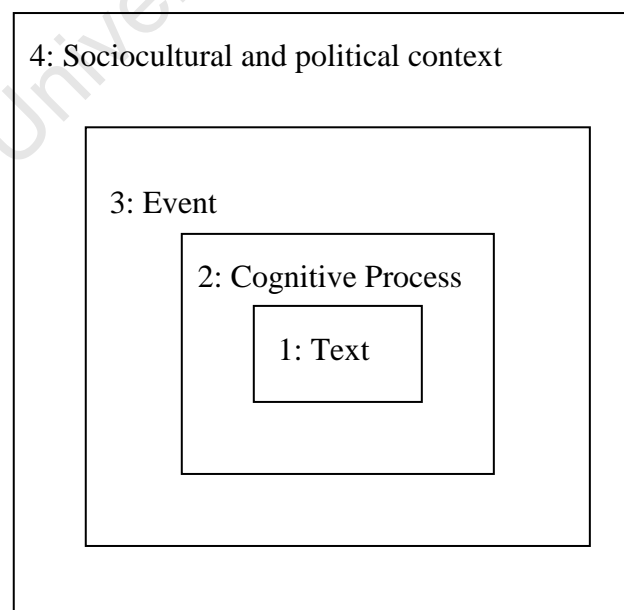 4: Sociocultural and political context
3: Event
2: Cognitive Process
1: Text